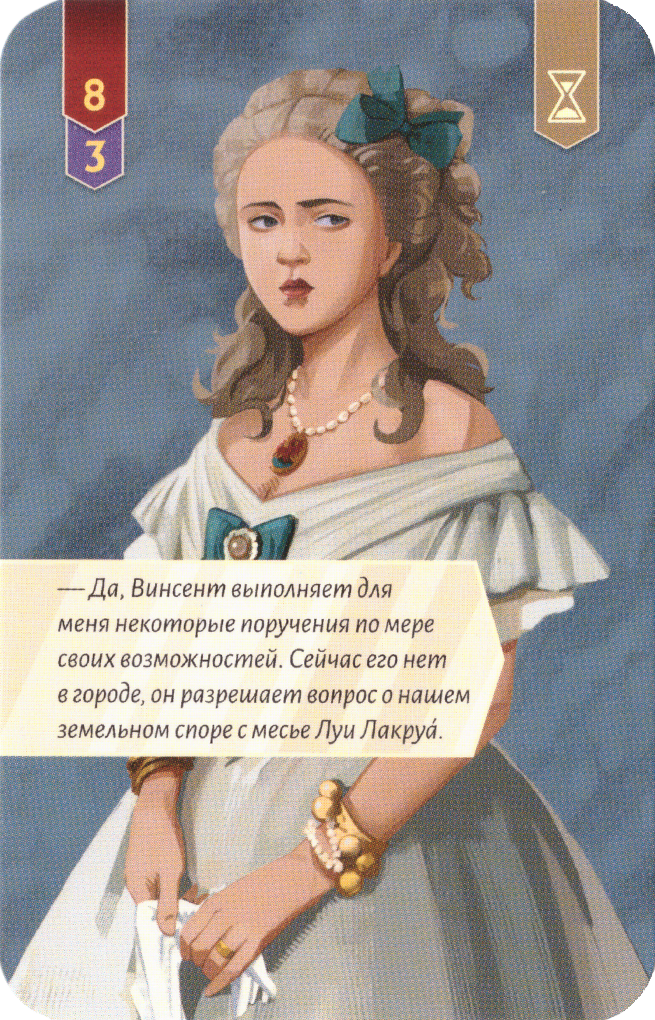 8
3
— Да, Винсент выполняет для
меня некоторые поручения по мере
своих возможностей. Сейчас его нет
в городе, он разрешает вопрос о нашем
земельном споре с месье Луи Лакруá.